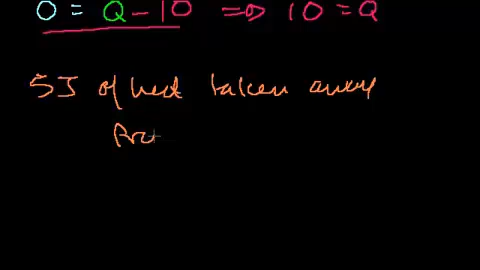 0 = Q - 10 ⇒ 10 = Q
5J of heat taken away